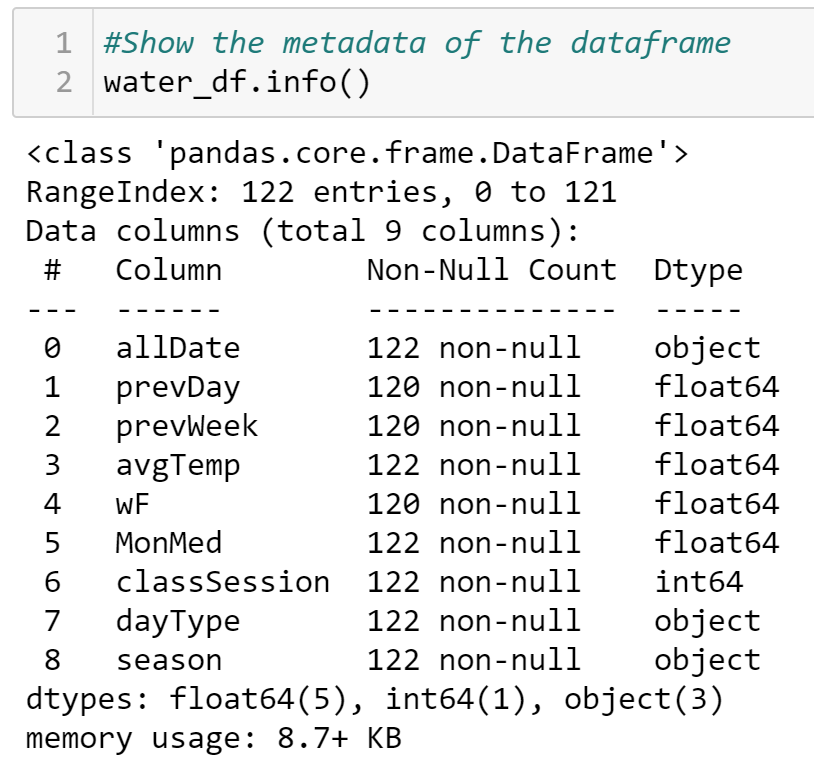 1 #Show the metadata of the dataframe
2 water_df.info()
<class 'pandas.core.frame.DataFrame'>
RangeIndex: 122 entries, 0 to 121
Data columns (total 9 columns):
 #   Column        Non-Null Count  Dtype
---  ------        --------------  -----
 0   allDate       122 non-null    object
 1   prevDay       120 non-null    float64
 2   prevWeek      120 non-null    float64
 3   avgTemp       122 non-null    float64
 4   wF            120 non-null    float64
 5   MonMed        122 non-null    float64
 6   classSession  122 non-null    int64
 7   dayType       122 non-null    object
 8   season        122 non-null    object
dtypes: float64(5), int64(1), object(3)
memory usage: 8.7+ KB